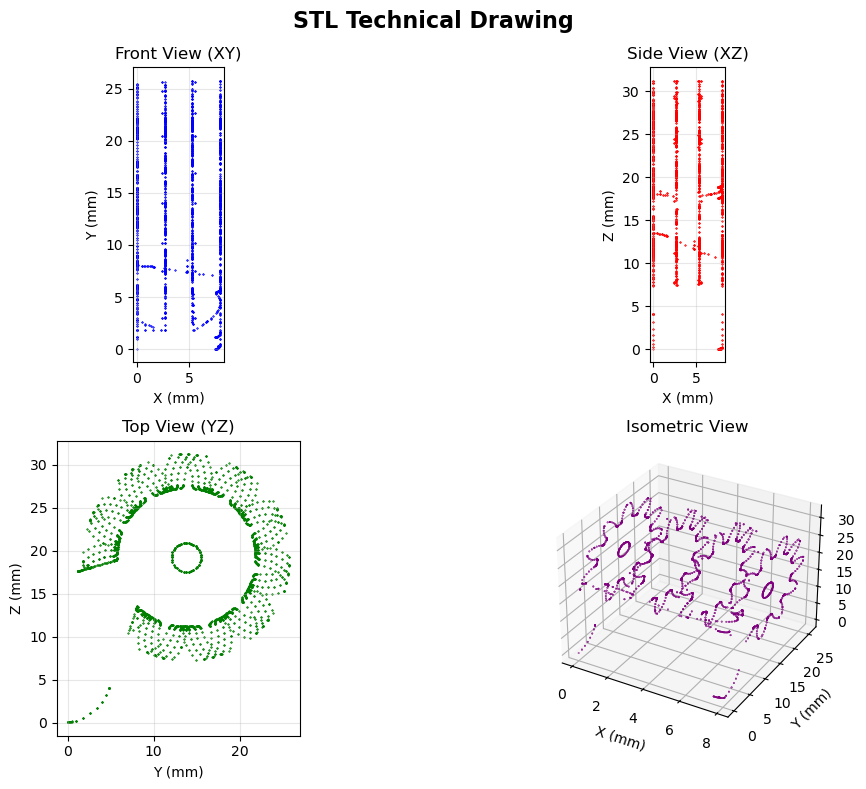 STL Technical Drawing
Front View (XY)
25
20
15
10
5
0
Y (mm)
0 5
X (mm)
Side View (XZ)
30
25
20
15
10
5
0
Z (mm)
0 5
X (mm)
Top View (YZ)
30
25
20
15
10
5
0
Z (mm)
0 10 20
Y (mm)
Isometric View
30
25
20
15
10
5
0
0 2 4 6 8
X (mm)
0 5 10 15 20 25
Y (mm)